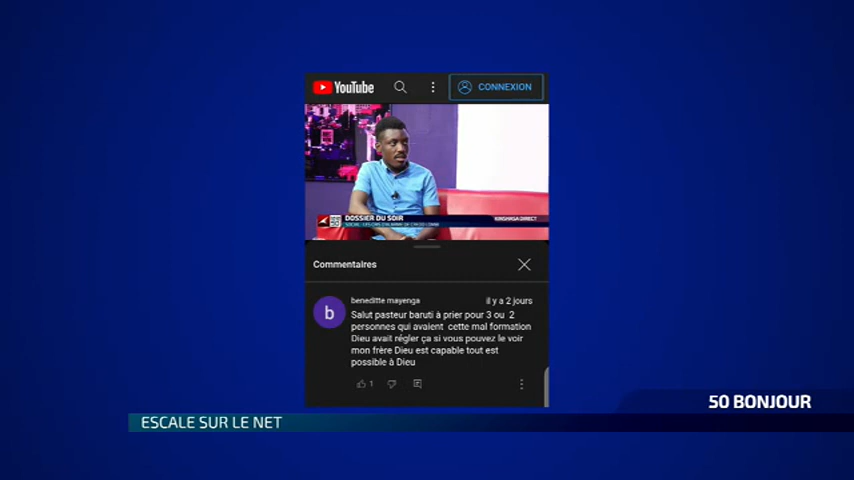 YouTube
CONNEXION
DOSSIER DU SOIR
KINSHASA DIRECT
Commentaires
b
beneditte mayenga
il y a 2 jours
Salut pasteur baruti à prier pour 3 ou 2
personnes qui avaient cette mal formation
Dieu avait régler ça si vous pouvez le voir
mon frère Dieu est capable tout est
possible à Dieu
1
50 BONJOUR
ESCALE SUR LE NET